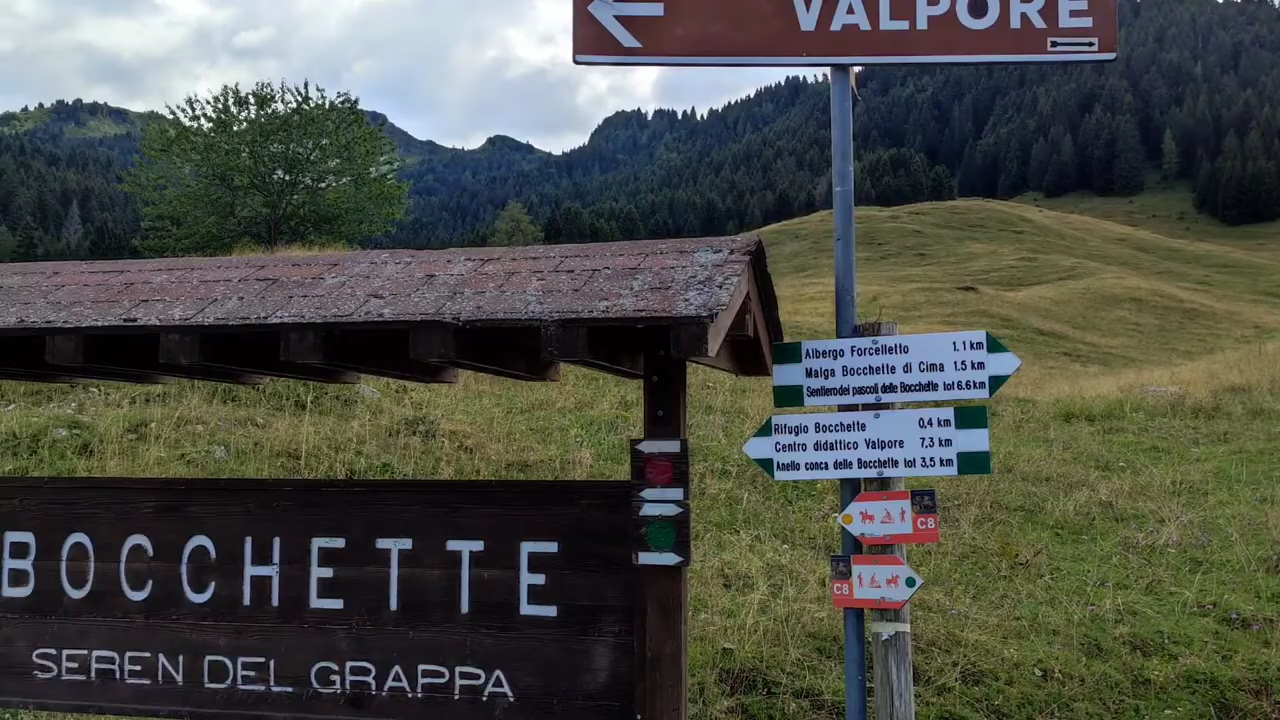 VALPORE
Albergo Forcelletto 1.1 km
Malga Bocchette di Cima 1.5 km
Sentiero dei pascoli delle Bocchette lot 6.6 km
Rifugio Bocchette 0,4 km
Centro didattico Valpore 7,3 km
Anello conca delle Bocchette lot 3,5 km
C8
C8
BOCCHETTE
SEREN DEL GRAPPA